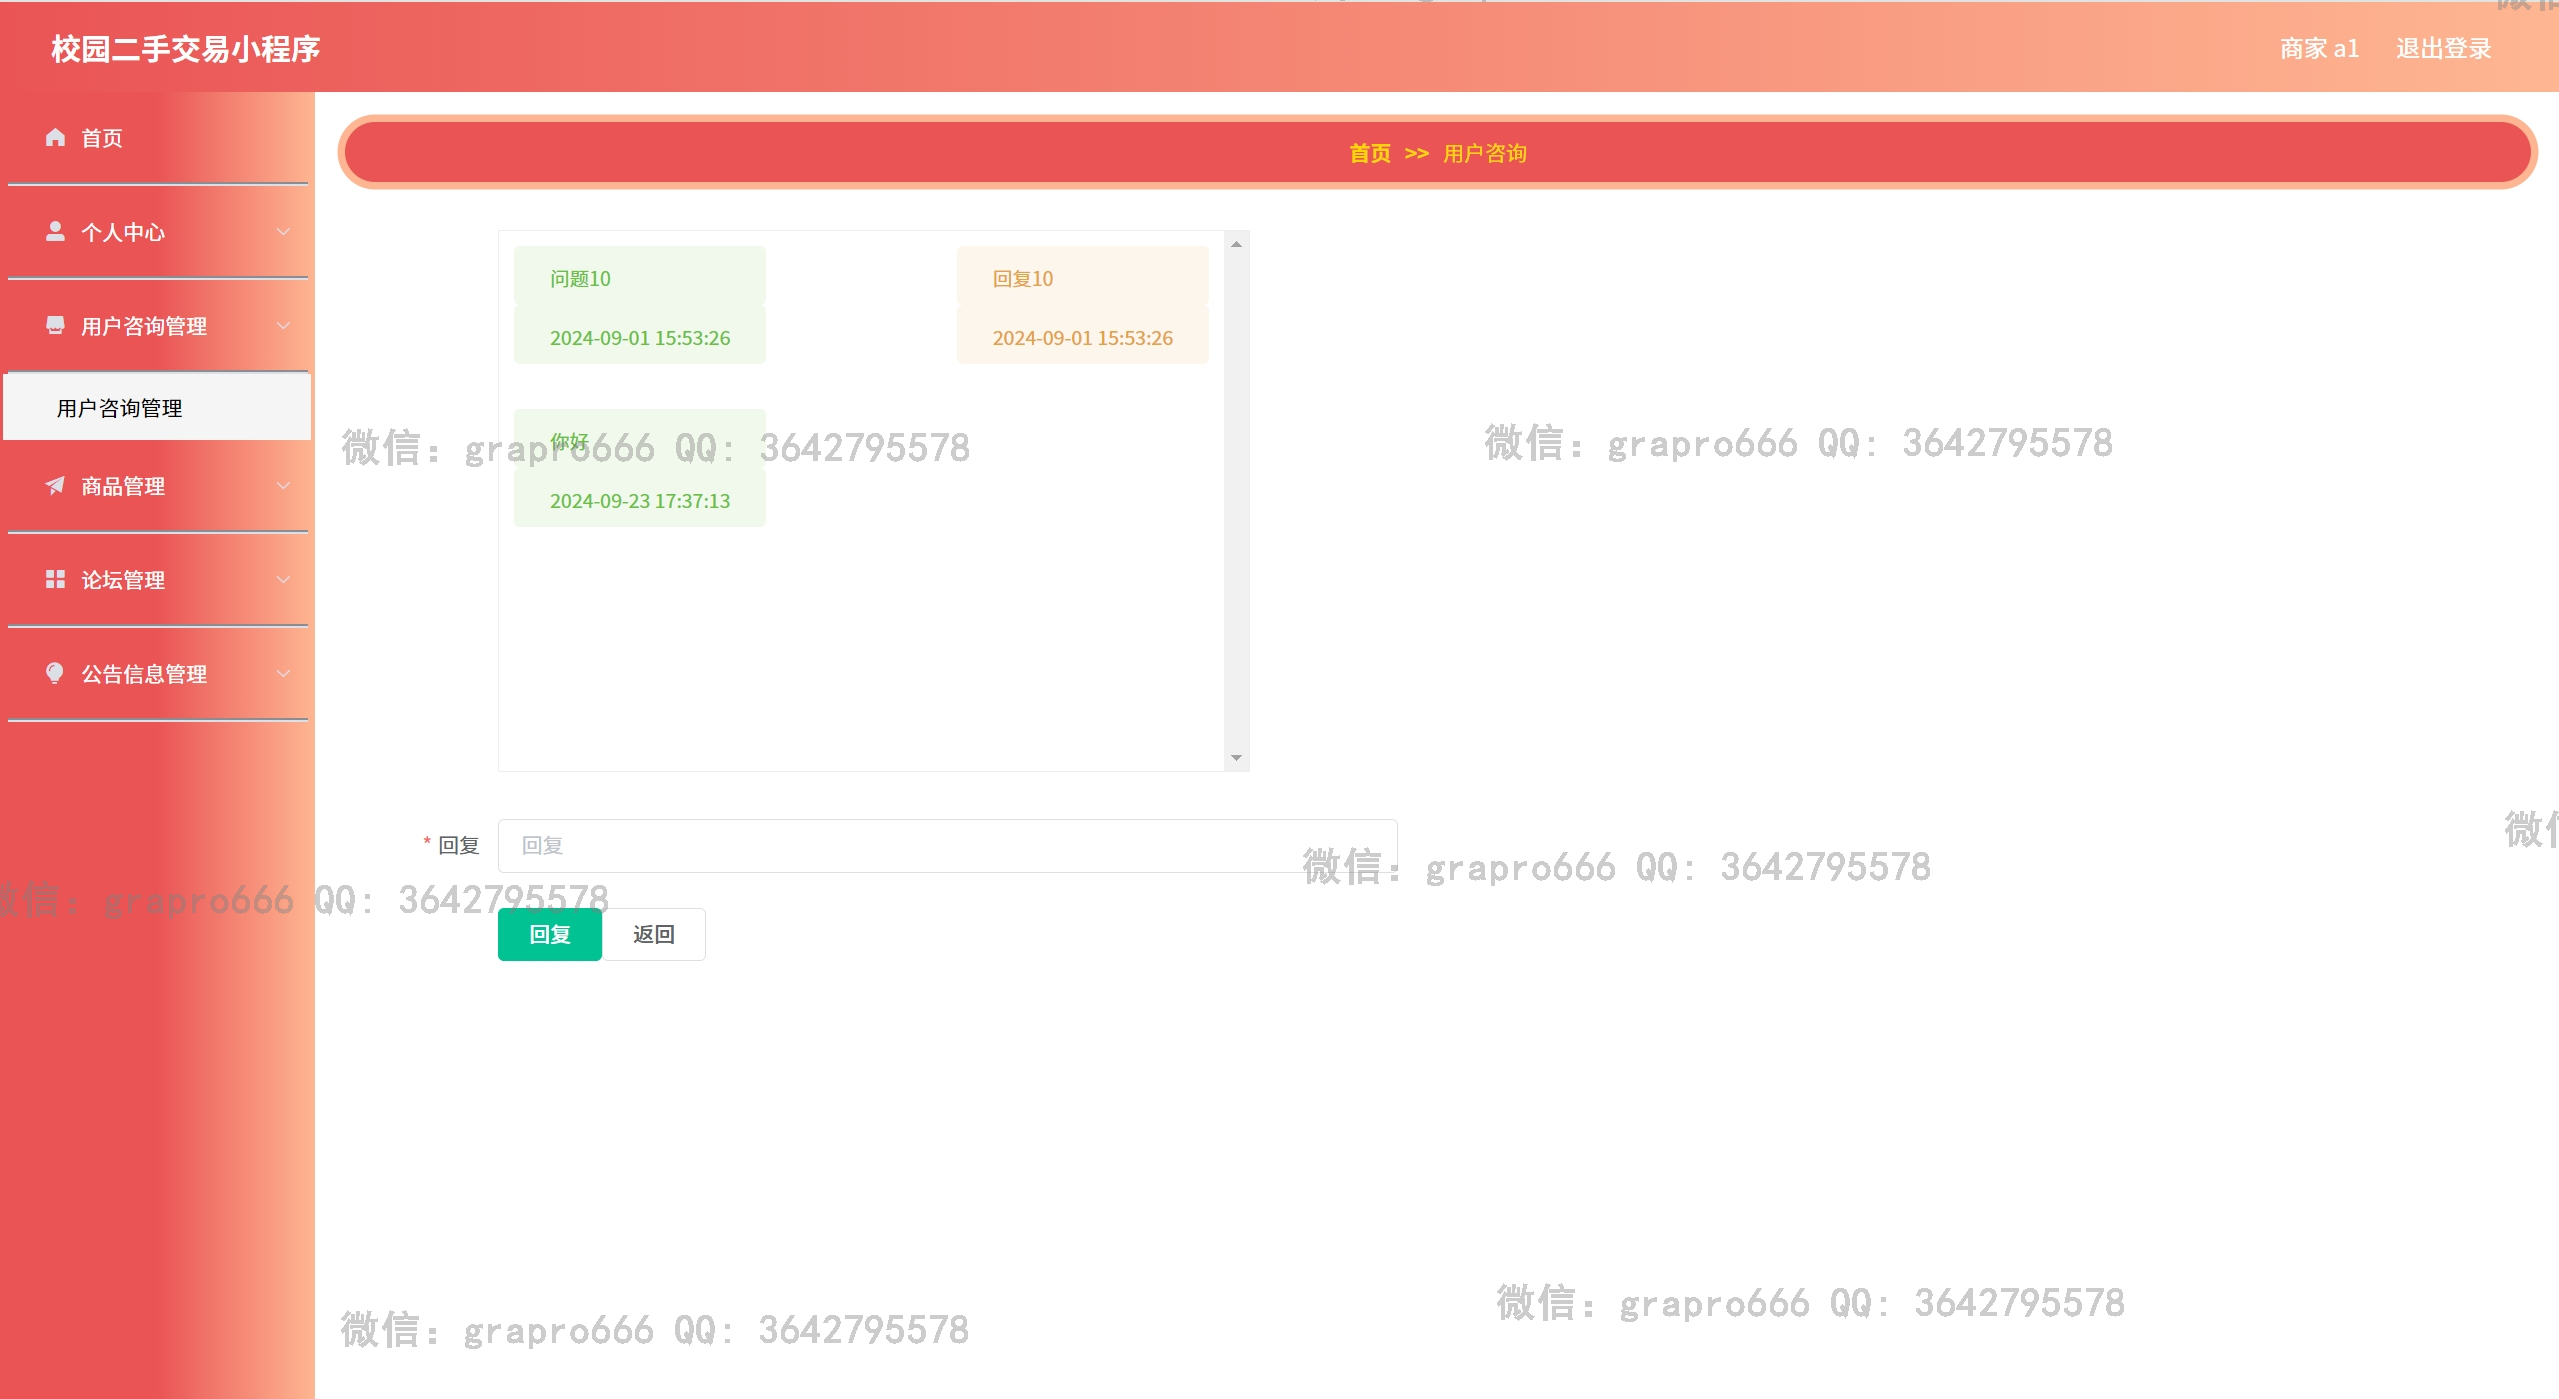 校园二手交易小程序
商家 a1
退出登录
首页
个人中心
用户咨询管理
用户咨询管理
商品管理
论坛管理
公告信息管理
首页 >> 用户咨询
问题10
2024-09-01 15:53:26
回复10
2024-09-01 15:53:26
你好
2024-09-23 17:37:13
微信：grapro666 QQ: 3642795578
微信：grapro666 QQ: 3642795578
* 回复
回复
微信：grapro666 QQ: 3642795578
微信
微信：grapro666 QQ: 3642795578
回复
返回
微信：grapro666 QQ: 3642795578
微信：grapro666 QQ: 3642795578